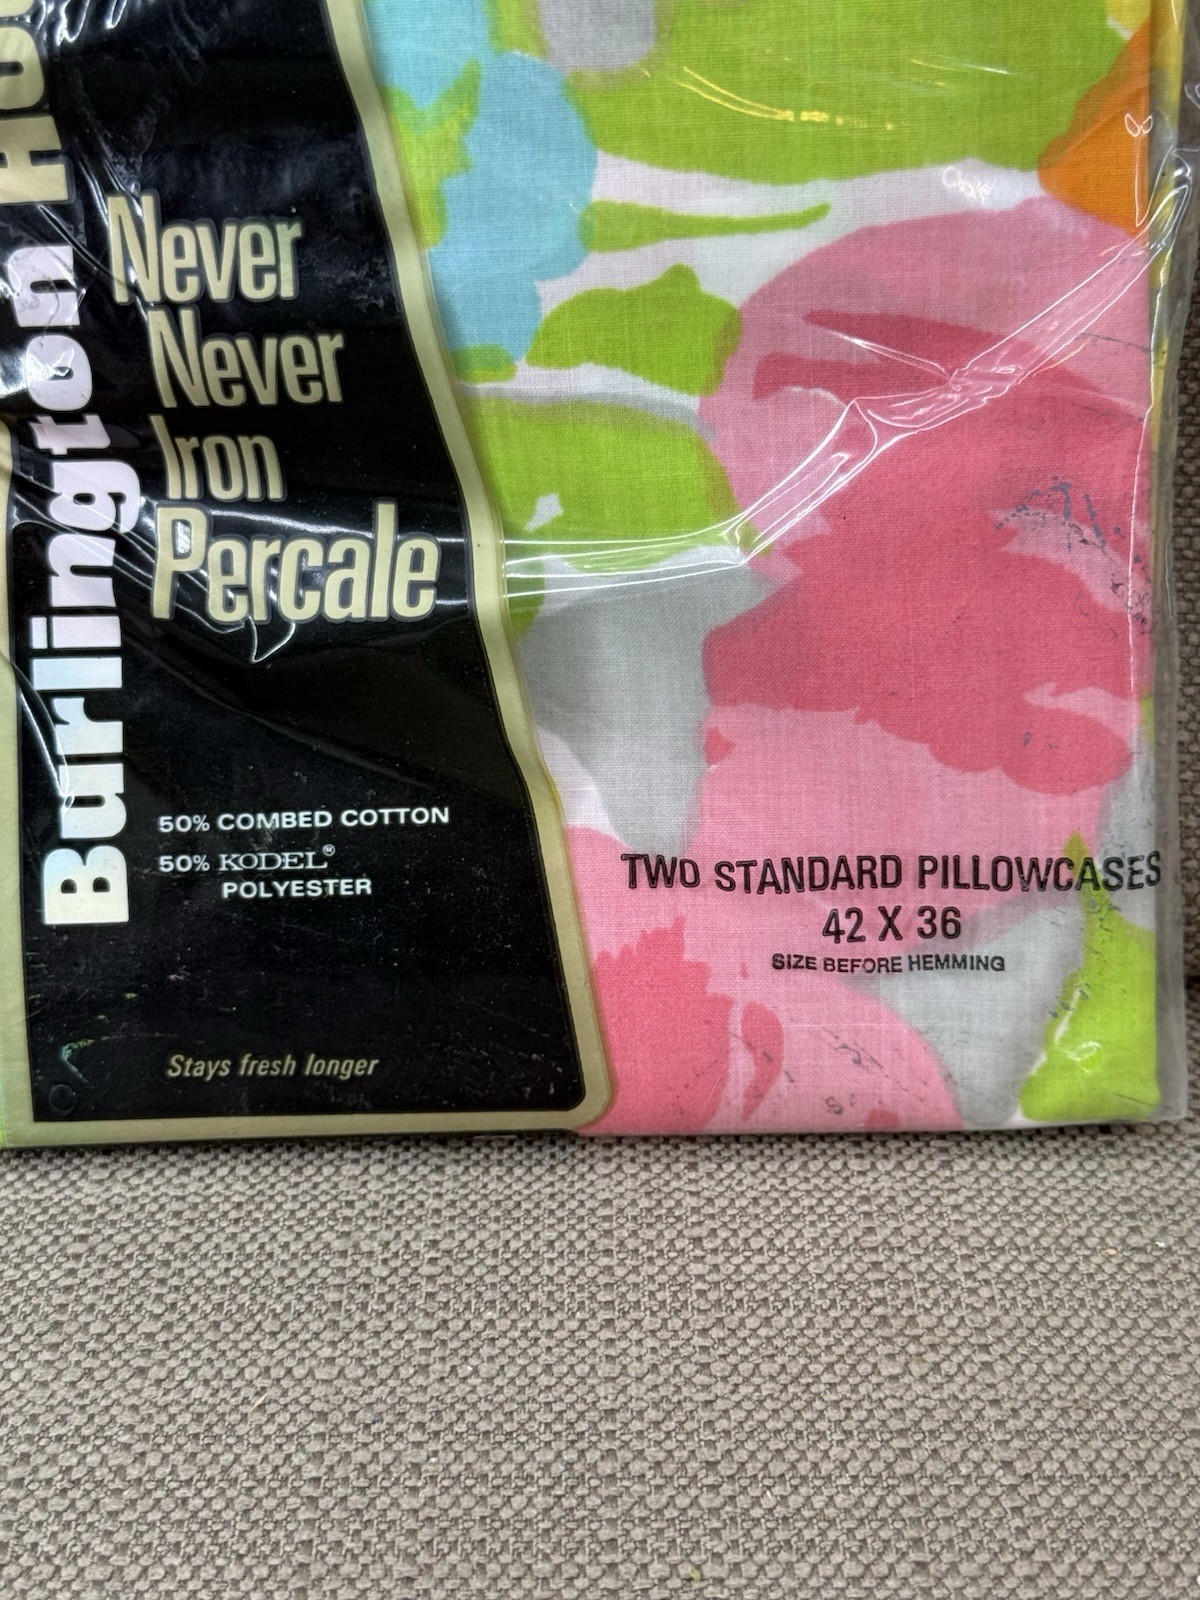 Burlington
Never
Never
Iron
Percale
50% COMBED COTTON
50% KODEL®
POLYESTER
Stays fresh longer
TWO STANDARD PILLOWCASES
42 X 36
SIZE BEFORE HEMMING